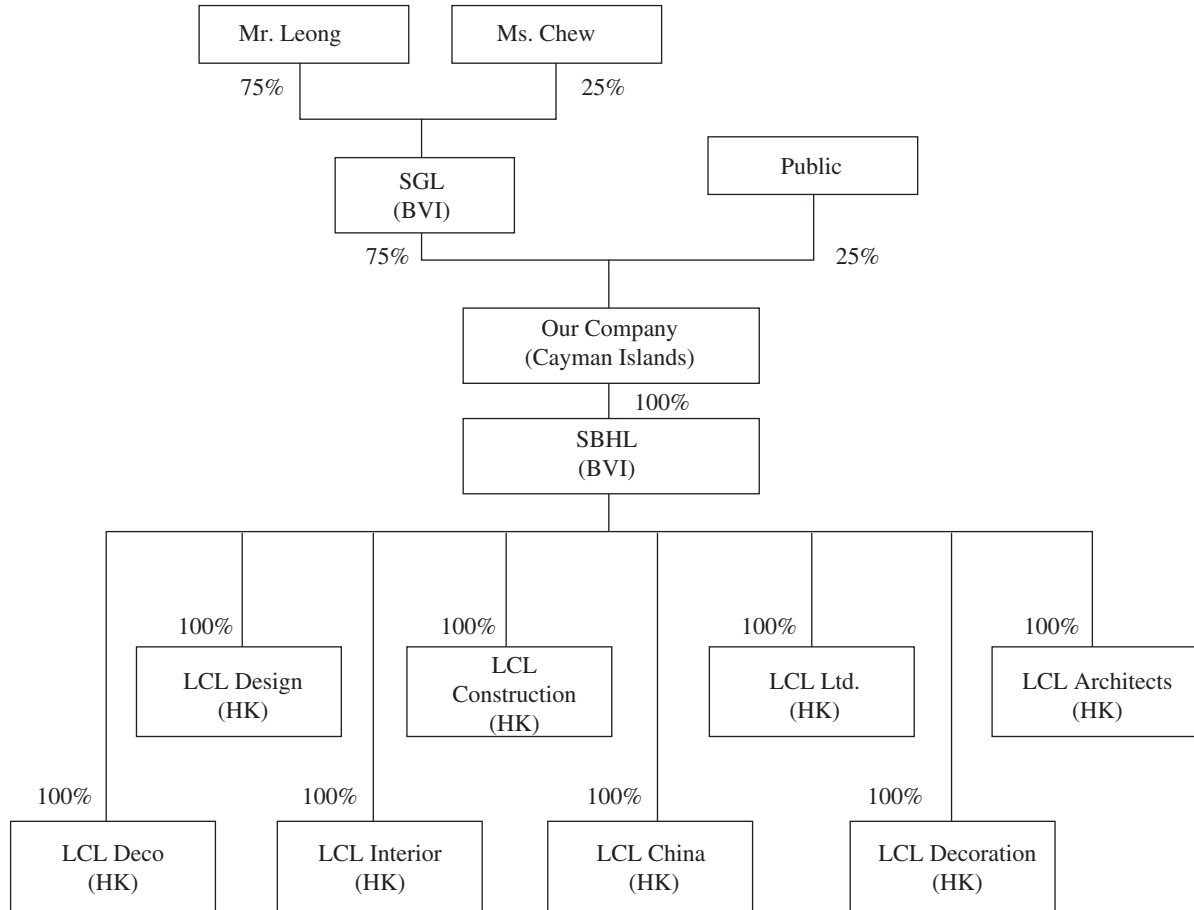 Mr. Leong
Ms. Chew
75%
25%
SGL
(BVI)
Public
75%
25%
Our Company
(Cayman Islands)
100%
SBHL
(BVI)
100%
100%
100%
100%
LCL Design
(HK)
LCL
Construction
(HK)
LCL Ltd.
(HK)
LCL Architects
(HK)
100%
100%
100%
100%
LCL Deco
(HK)
LCL Interior
(HK)
LCL China
(HK)
LCL Decoration
(HK)